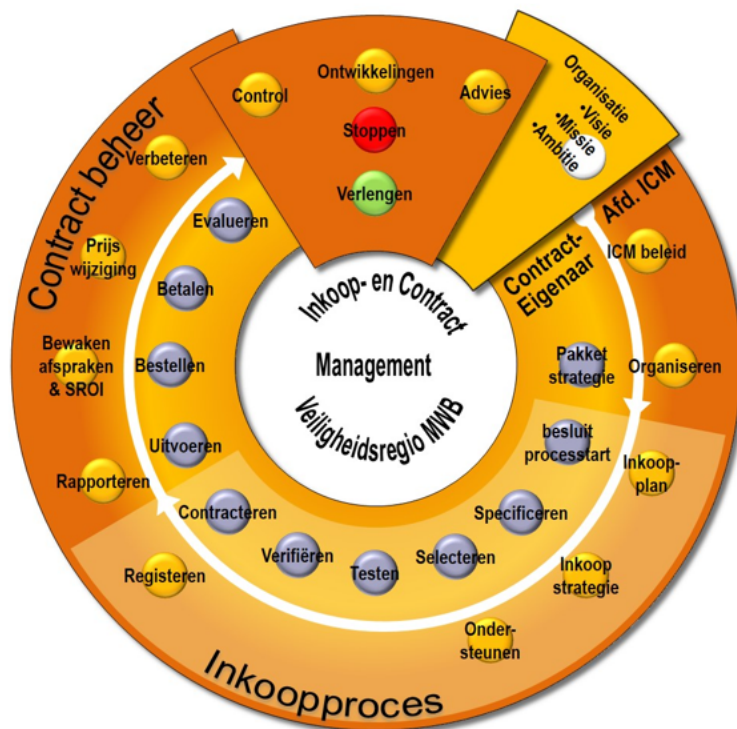 Control
Ontwikkelingen
Advies
Stoppen
Verlengen
Organisatie
•Visie
•Missie
•Ambitie
Afd. ICM
Contract-
Eigenaar
ICM beleid
Organiseren
Pakket
strategie
besluit
processtart
Inkoop-
plan
Inkoop
strategie
Onder-
steunen
Specificeren
Selecteren
Testen
Verifiëren
Contracteren
Registeren
Inkoopproces
Rapporteren
Uitvoeren
Bewaken
afspraken
& SROI
Bestellen
Prijs
wijziging
Betalen
Verbeteren
Evalueren
Contract beheer
Inkoop- en Contract
Management
Veiligheidsregio MWB